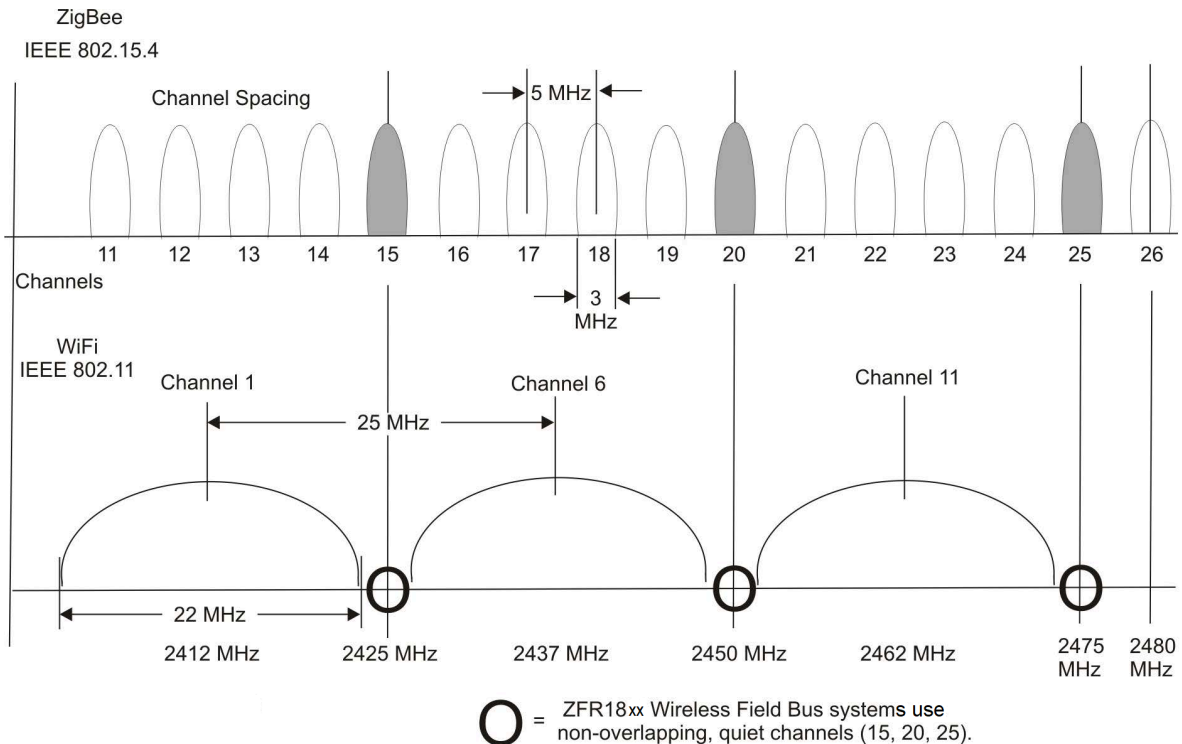 ZigBee
IEEE 802.15.4
Channel Spacing
5 MHz
11 12 13 14 15 16 17 18 19 20 21 22 23 24 25 26
Channels
3
MHz
WiFi
IEEE 802.11
Channel 1
Channel 6
Channel 11
25 MHz
22 MHz
2412 MHz
2425 MHz
2437 MHz
2450 MHz
2462 MHz
2475
MHz
2480
MHz
= ZFR18xx Wireless Field Bus systems use
non-overlapping, quiet channels (15, 20, 25).